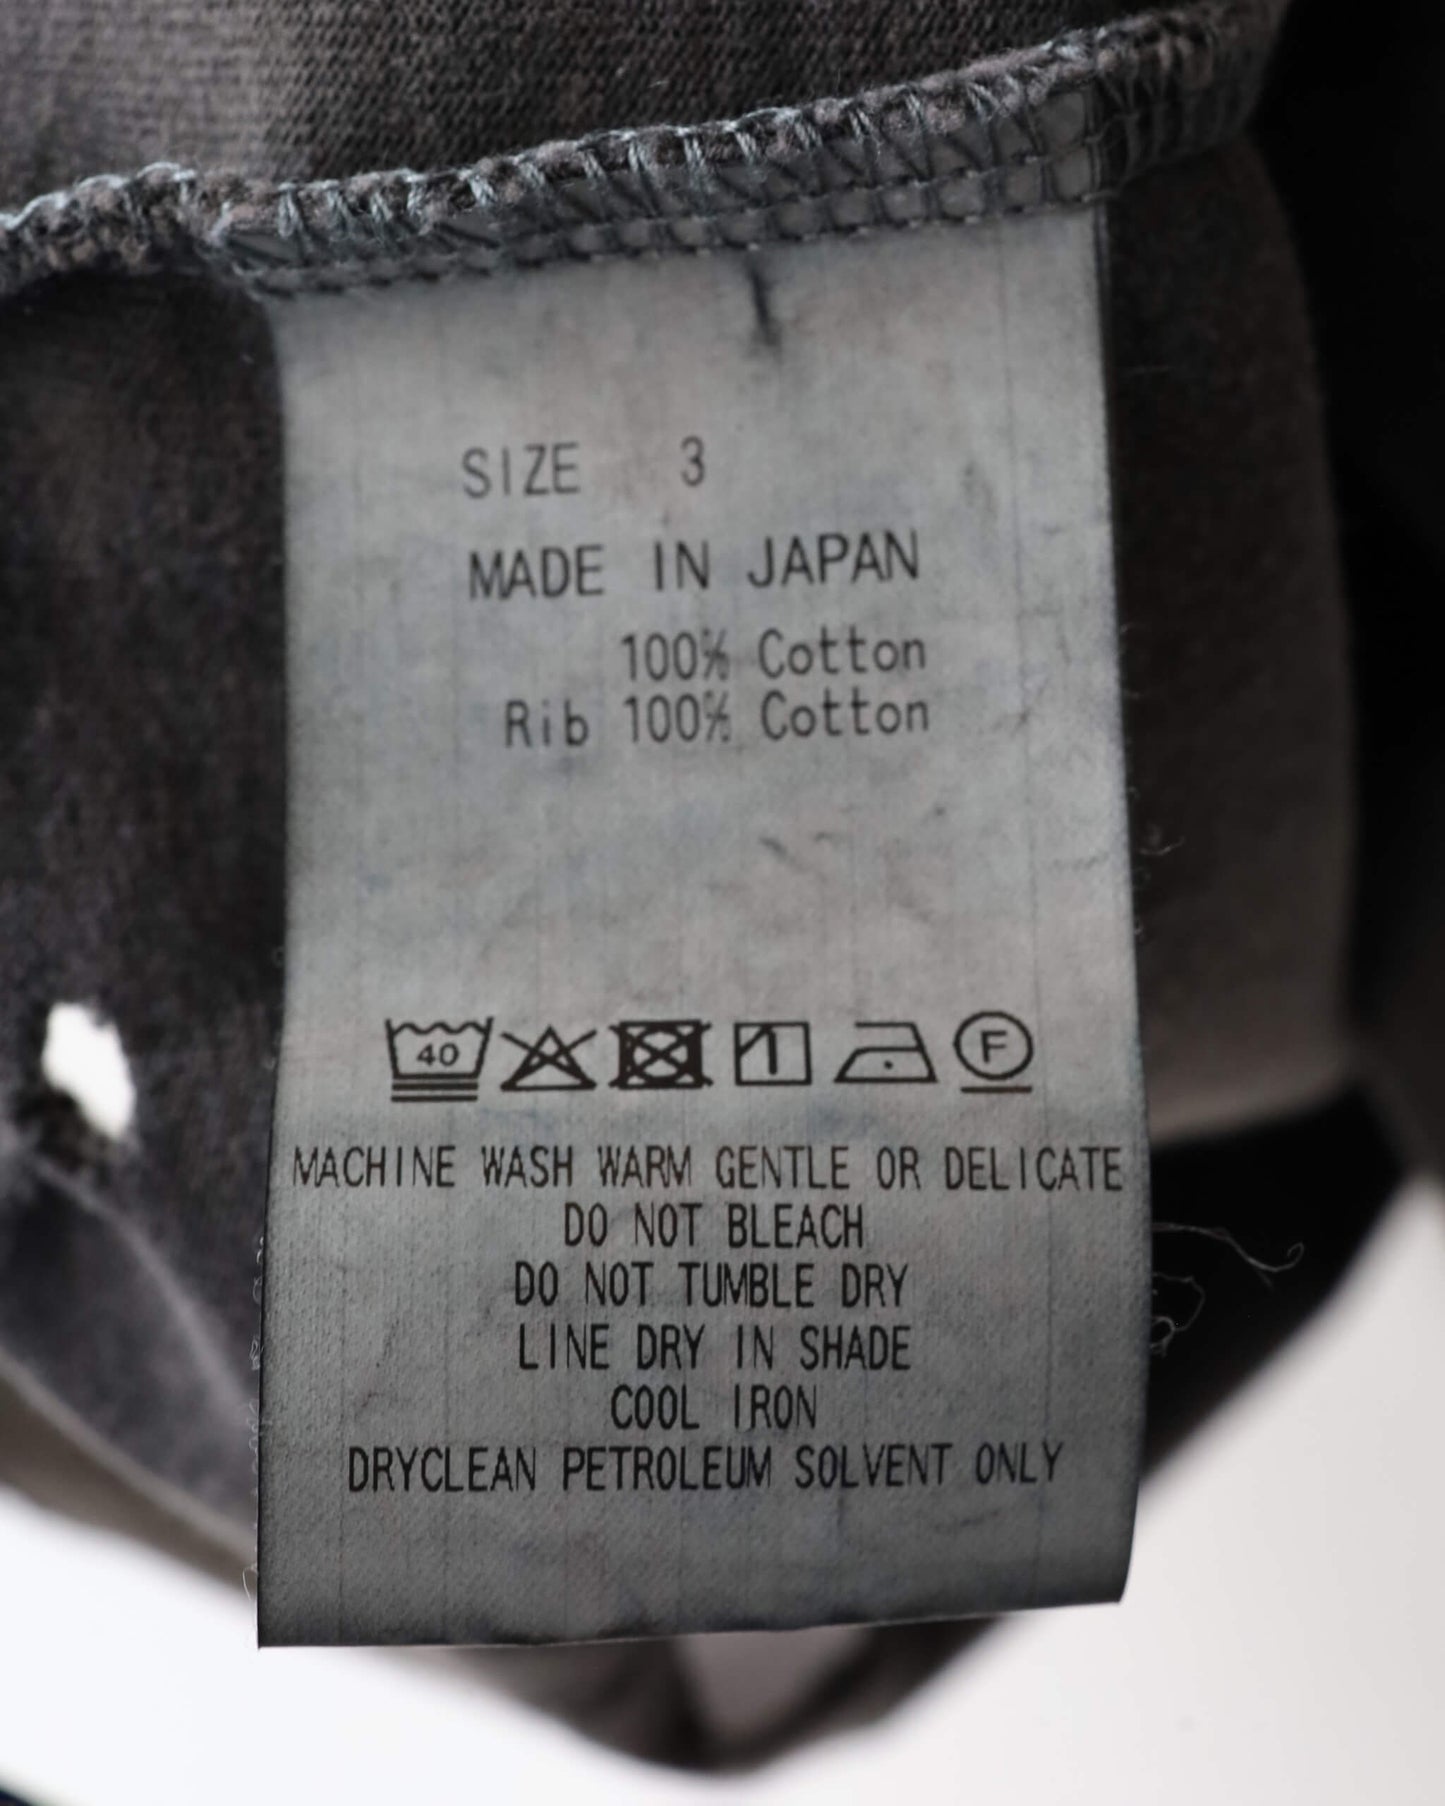 SIZE 3
MADE IN JAPAN
100% Cotton
Rib 100% Cotton
40 F
MACHINE WASH WARM GENTLE OR DELICATE
DO NOT BLEACH
DO NOT TUMBLE DRY
LINE DRY IN SHADE
COOL IRON
DRYCLEAN PETROLEUM SOLVENT ONLY